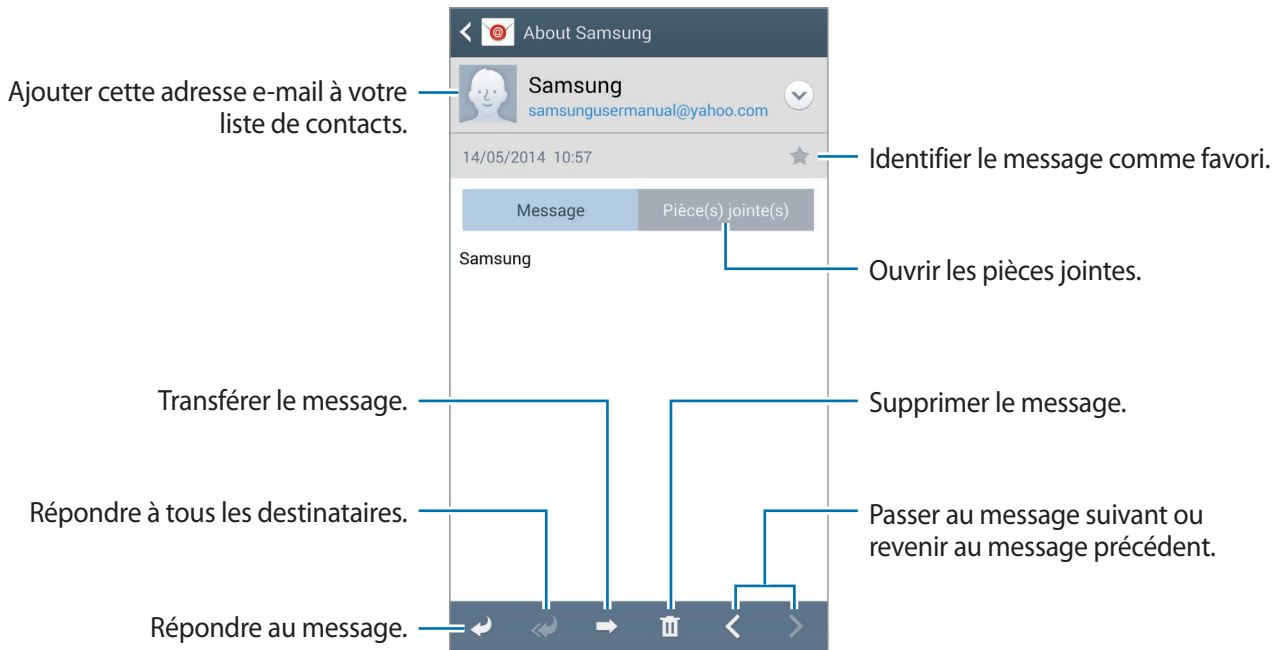 About Samsung
Ajouter cette adresse e-mail à votre
liste de contacts.
Samsung
samsungusermanual@yahoo.com
14/05/2014 10:57
Identifier le message comme favori.
Message
Pièce(s) jointe(s)
Samsung
Ouvrir les pièces jointes.
Transférer le message.
Supprimer le message.
Répondre à tous les destinataires.
Passer au message suivant ou
revenir au message précédent.
Répondre au message.